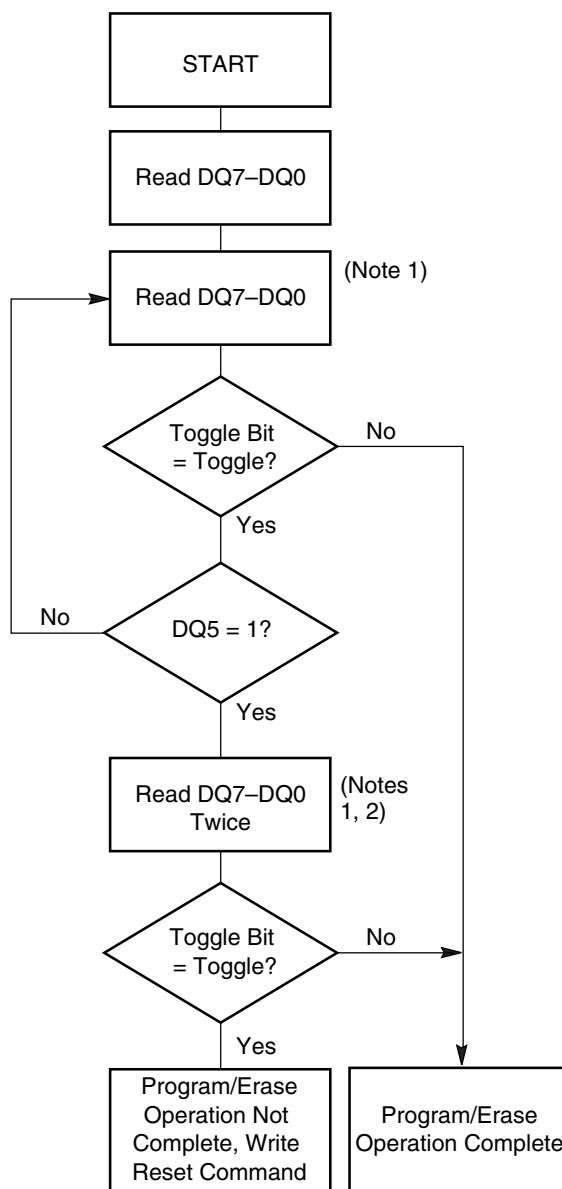 START
Read DQ7–DQ0
Read DQ7–DQ0
(Note 1)
Toggle Bit
= Toggle?
No
Yes
No
DQ5 = 1?
Yes
Read DQ7–DQ0
Twice
(Notes
1, 2)
Toggle Bit
= Toggle?
No
Yes
Program/Erase
Operation Not
Complete, Write
Reset Command
Program/Erase
Operation Complete